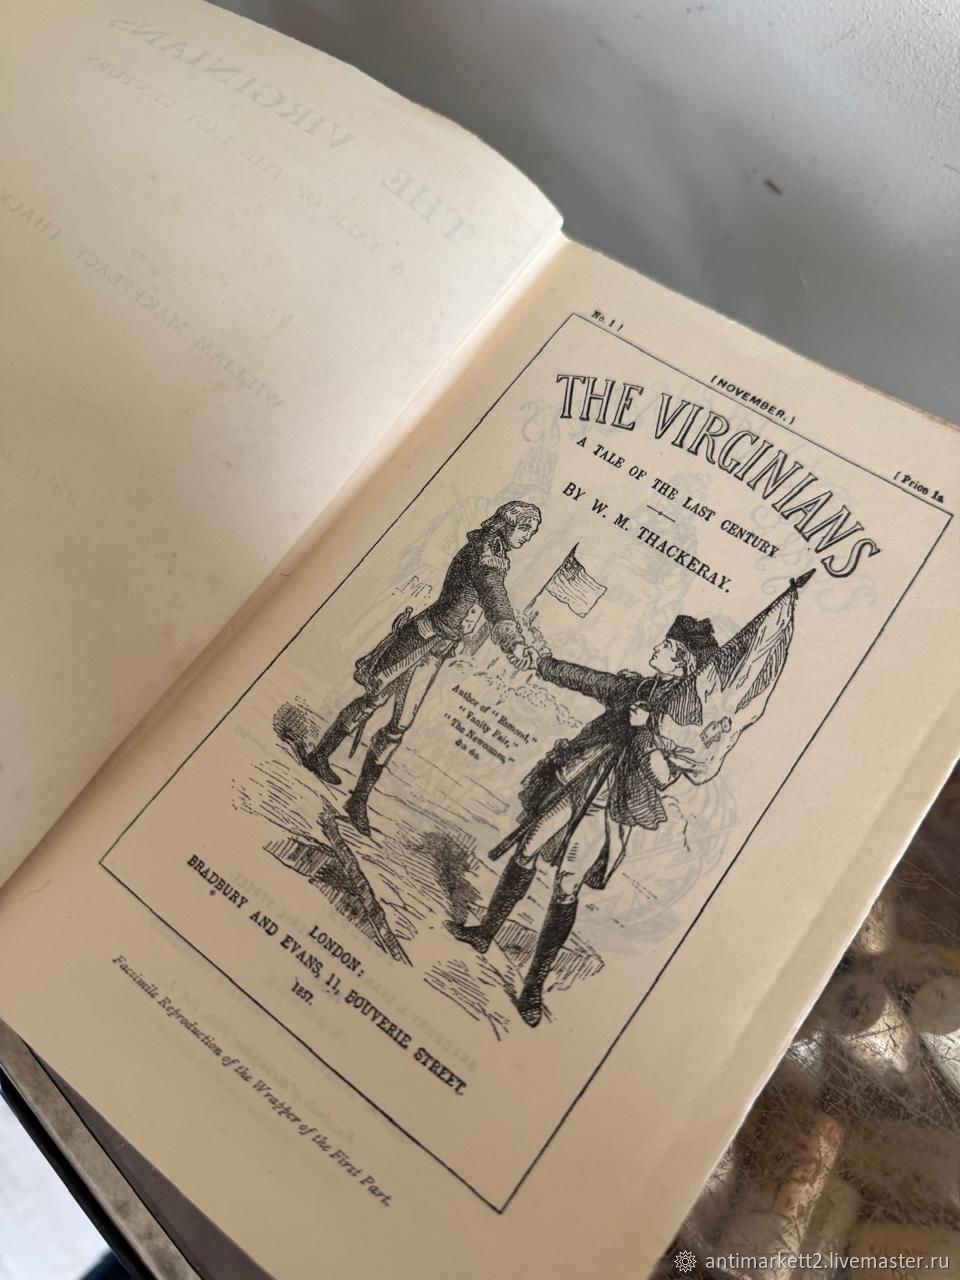 THE
VIRGINIANS
A TALE OF THE LAST CENTURY
BY
WILLIAM MAKEPEACE THACK
No. 1.]
[NOVEMBER.]
[Price 1s.
THE VIRGINIANS
A TALE OF THE LAST CENTURY
BY W. M. THACKERAY.
Author of "Esmond,"
"Vanity Fair,"
"The Newcomes,"
&c. &c.
LONDON:
BRADBURY AND EVANS, 11, BOUVERIE STREET.
1857.
Facsimile Reproduction of the Wrapper of the First Part.
antimarkett2.livemaster.ru